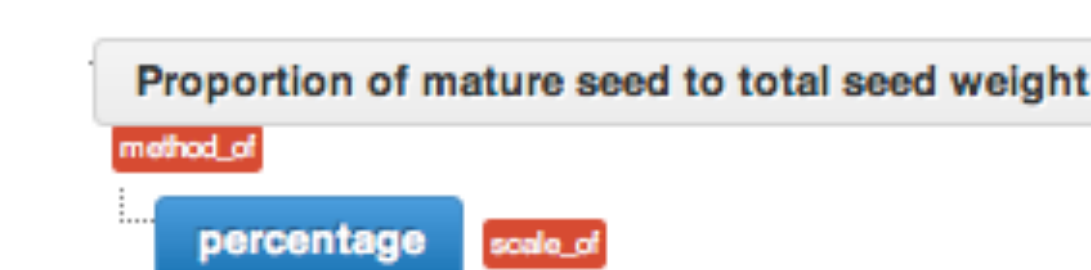 Proportion of mature seed to total seed weight
method_of
percentage scale_of